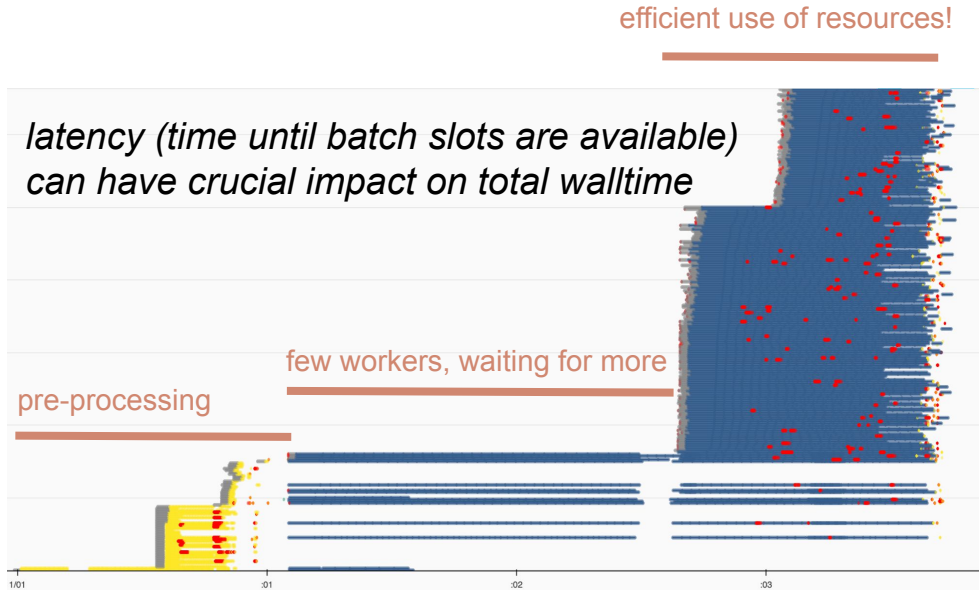 efficient use of resources!
latency (time until batch slots are available)
can have crucial impact on total walltime
few workers, waiting for more
pre-processing
1/01
:01
:02
:03